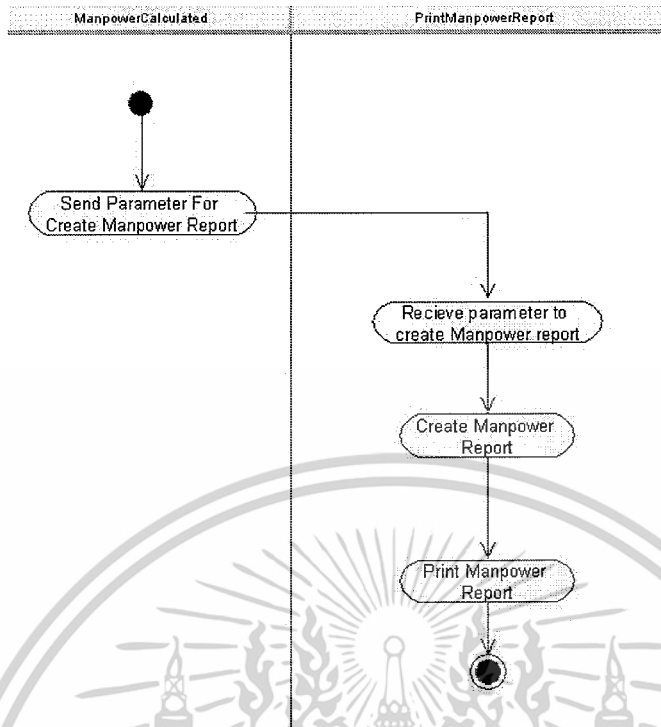 ManpowerCalculated
PrintManpowerReport
Send Parameter For
Create Manpower Report
Recieve parameter to
create Manpower report
Create Manpower
Report
Print Manpower
Report